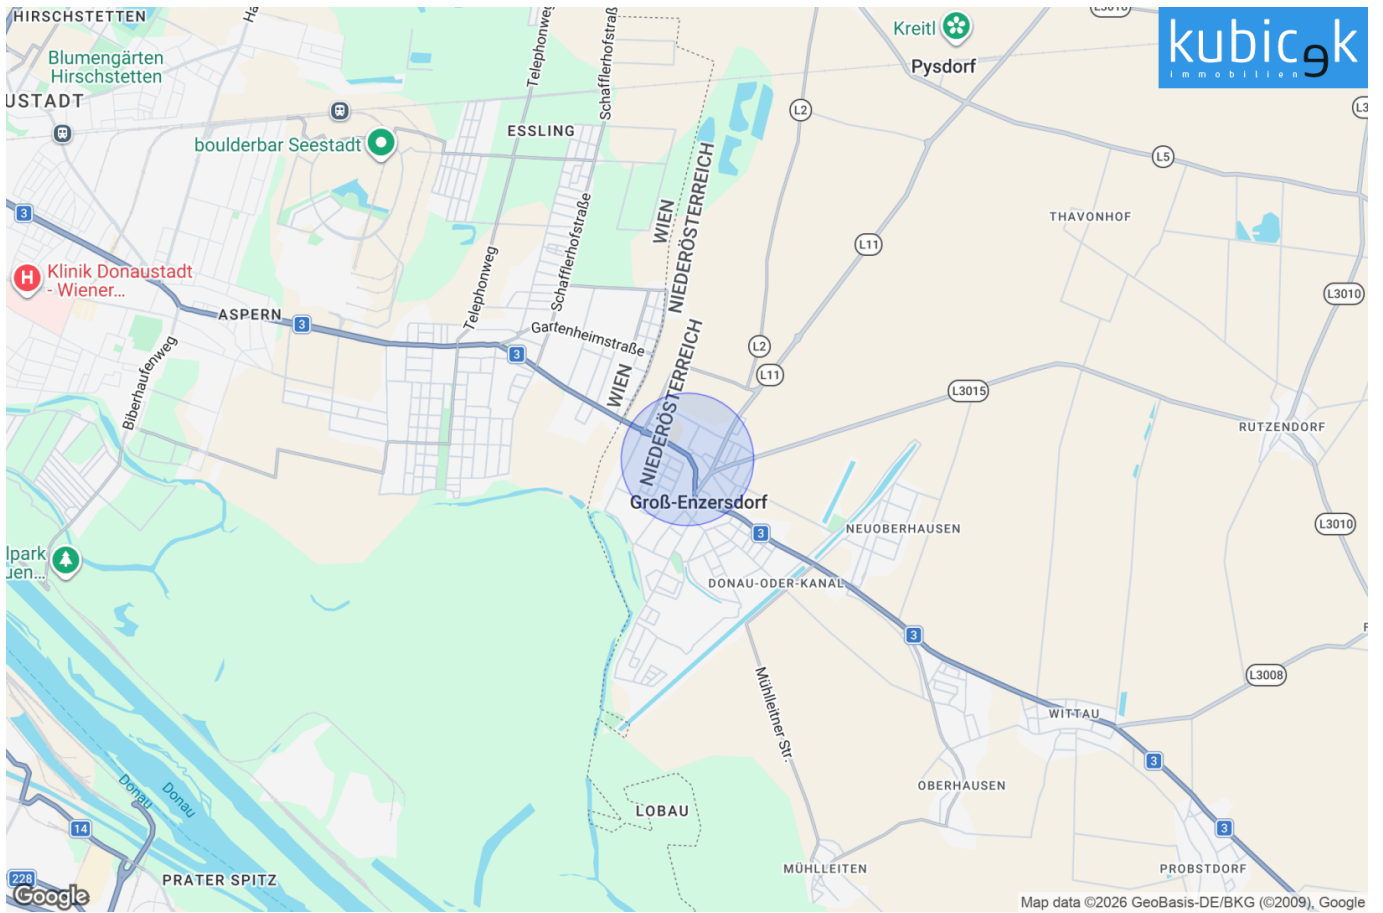 HIRSCHSTETTEN
Blumengärten
Hirschstetten
Telephonweg
Schafflerhofstraß
Kreitl
Pysdorf
kubicek
immobilien
L2
L5
USTADT
boulderbar Seestadt
ESSLING
NIEDERÖSTERREICH
WIEN
3
Klinik Donaustadt
- Wiener...
ASPERN
3
Telephonweg
Schafflerhofstraße
Gartenheimstraße
3
L11
THAVONHOF
L3010
L2
L11
WIEN
NIEDERÖSTERREICH
L3015
Biberhaufenweg
RUTZENDORF
Groß-Enzersdorf
3
NEUOBERHAUSEN
L3010
lpark
uen...
DONAU-ODER-KANAL
3
Mühlleitner Str.
L3008
WITTAU
3
Donau
Donau
LOBAU
OBERHAUSEN
14
3
228
PRATER SPITZ
MÜHLLEITEN
PROBSTDORF
Google
Map data ©2026 GeoBasis-DE/BKG (©2009), Google